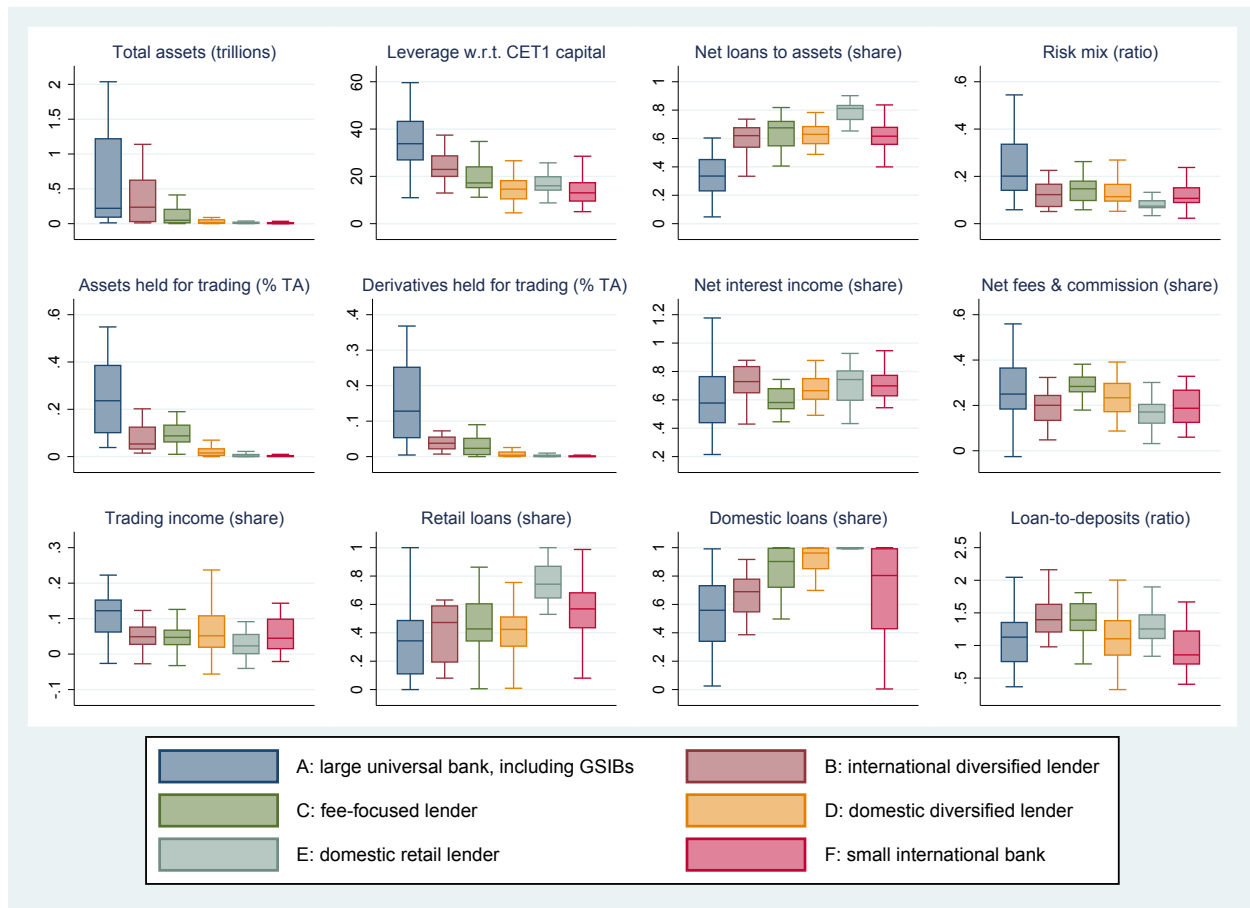 Total assets (trillions)
0 .5 1 1.5 2
Leverage w.r.t. CET1 capital
0 20 40 60
Net loans to assets (share)
0 .2 .4 .6 .8 1
Risk mix (ratio)
0 .2 .4 .6
Assets held for trading (% TA)
0 .2 .4 .6
Derivatives held for trading (% TA)
0 .1 .2 .3 .4
Net interest income (share)
.2 .4 .6 .8 1 1.2
Net fees & commission (share)
0 .2 .4 .6
Trading income (share)
-.1 0 .1 .2 .3
Retail loans (share)
0 .2 .4 .6 .8 1
Domestic loans (share)
0 .2 .4 .6 .8 1
Loan-to-deposits (ratio)
.5 1 1.5 2 2.5
A: large universal bank, including GSIBs
B: international diversified lender
C: fee-focused lender
D: domestic diversified lender
E: domestic retail lender
F: small international bank